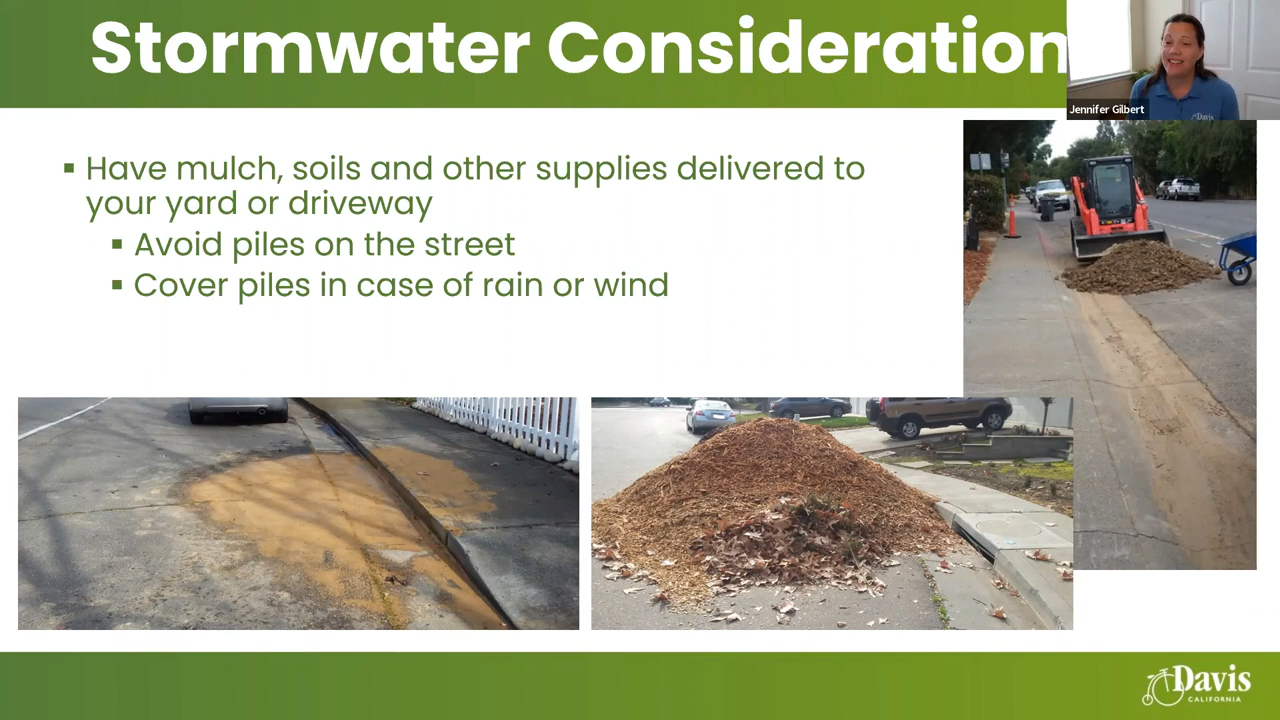 Stormwater Consideration
Jennifer Gilbert
Davis
▪ Have mulch, soils and other supplies delivered to
your yard or driveway
▪ Avoid piles on the street
▪ Cover piles in case of rain or wind
Davis
CALIFORNIA